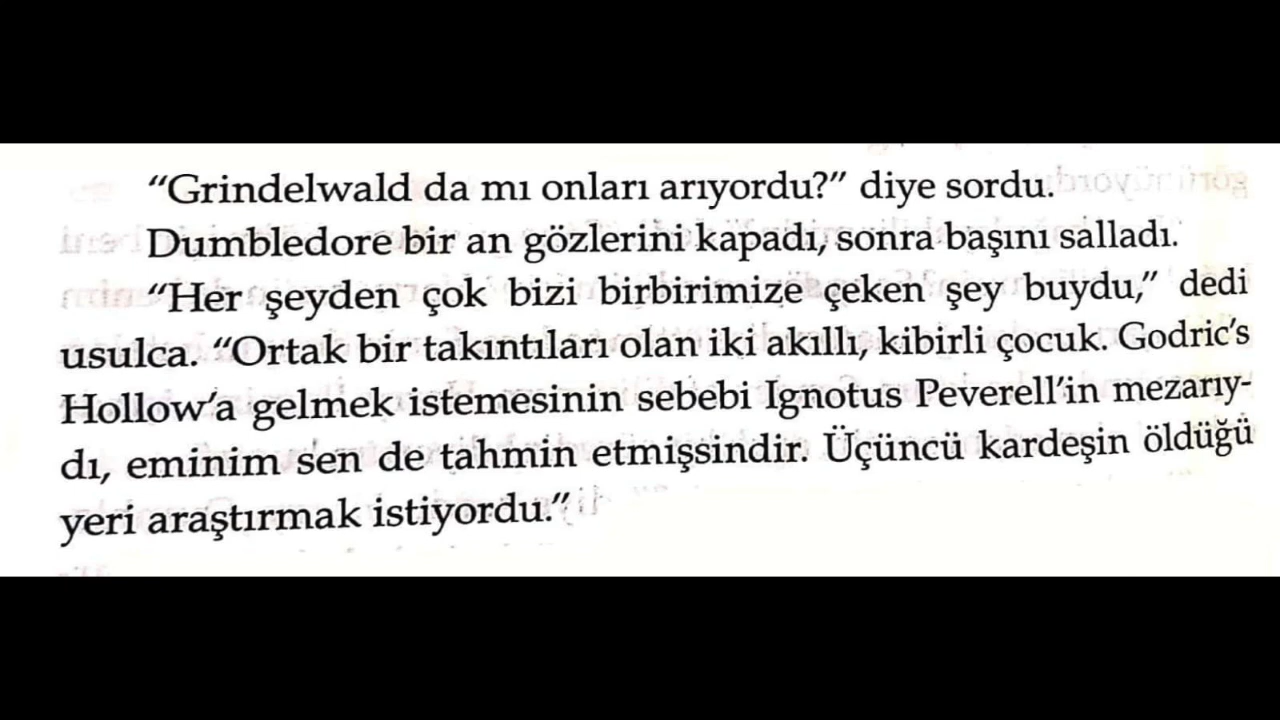 "Grindelwald da mı onları arıyordu?" diye sordu.
Dumbledore bir an gözlerini kapadı, sonra başını salladı.
"Her şeyden çok bizi birbirimize çeken şey buydu," dedi
usulca. "Ortak bir takıntıları olan iki akıllı, kibirli çocuk. Godric's
Hollow'a gelmek istemesinin sebebi Ignotus Peverell'in mezarıy-
dı, eminim sen de tahmin etmişsindir. Üçüncü kardeşin öldüğü
yeri araştırmak istiyordu."